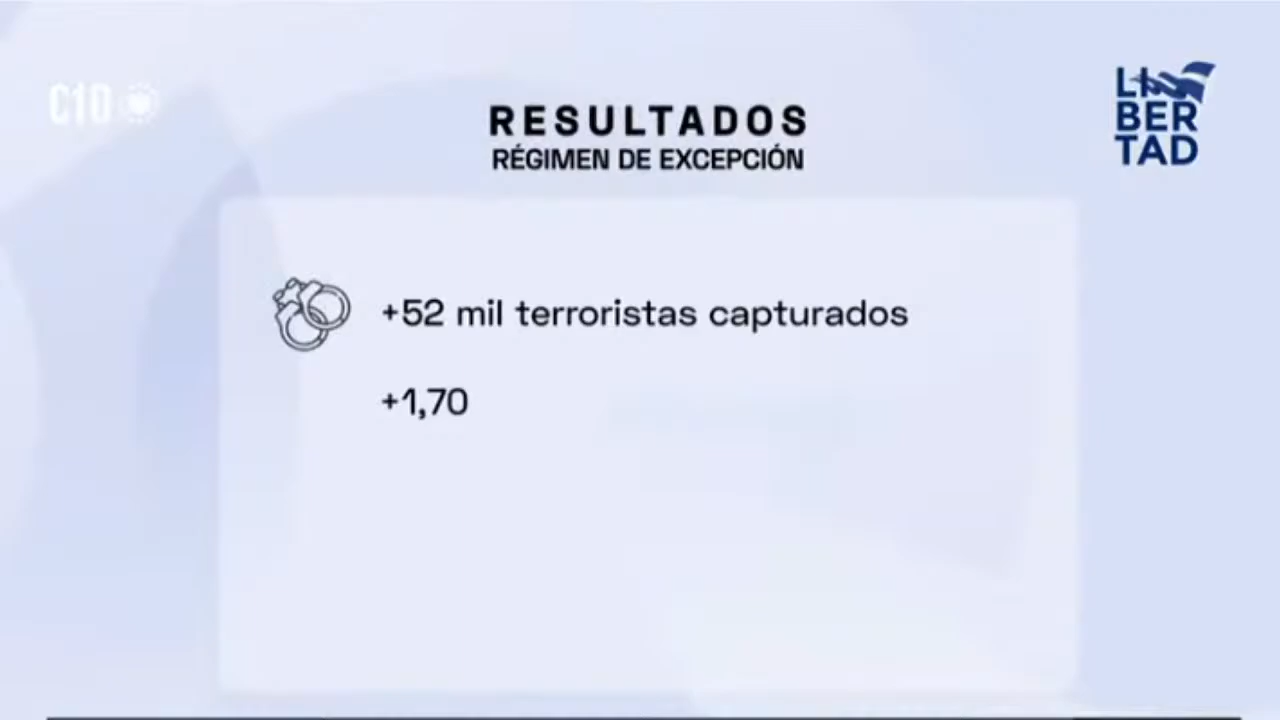 C10
LI
BER
TAD
RESULTADOS
RÉGIMEN DE EXCEPCIÓN
+52 mil terroristas capturados
+1,70